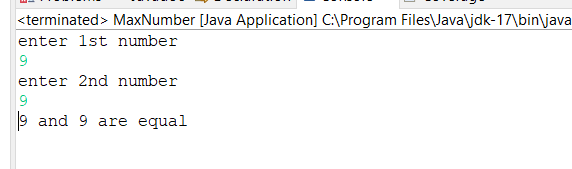 <terminated> MaxNumber [Java Application] C:\Program Files\Java\jdk-17\bin\java
enter 1st number
9
enter 2nd number
9
9 and 9 are equal